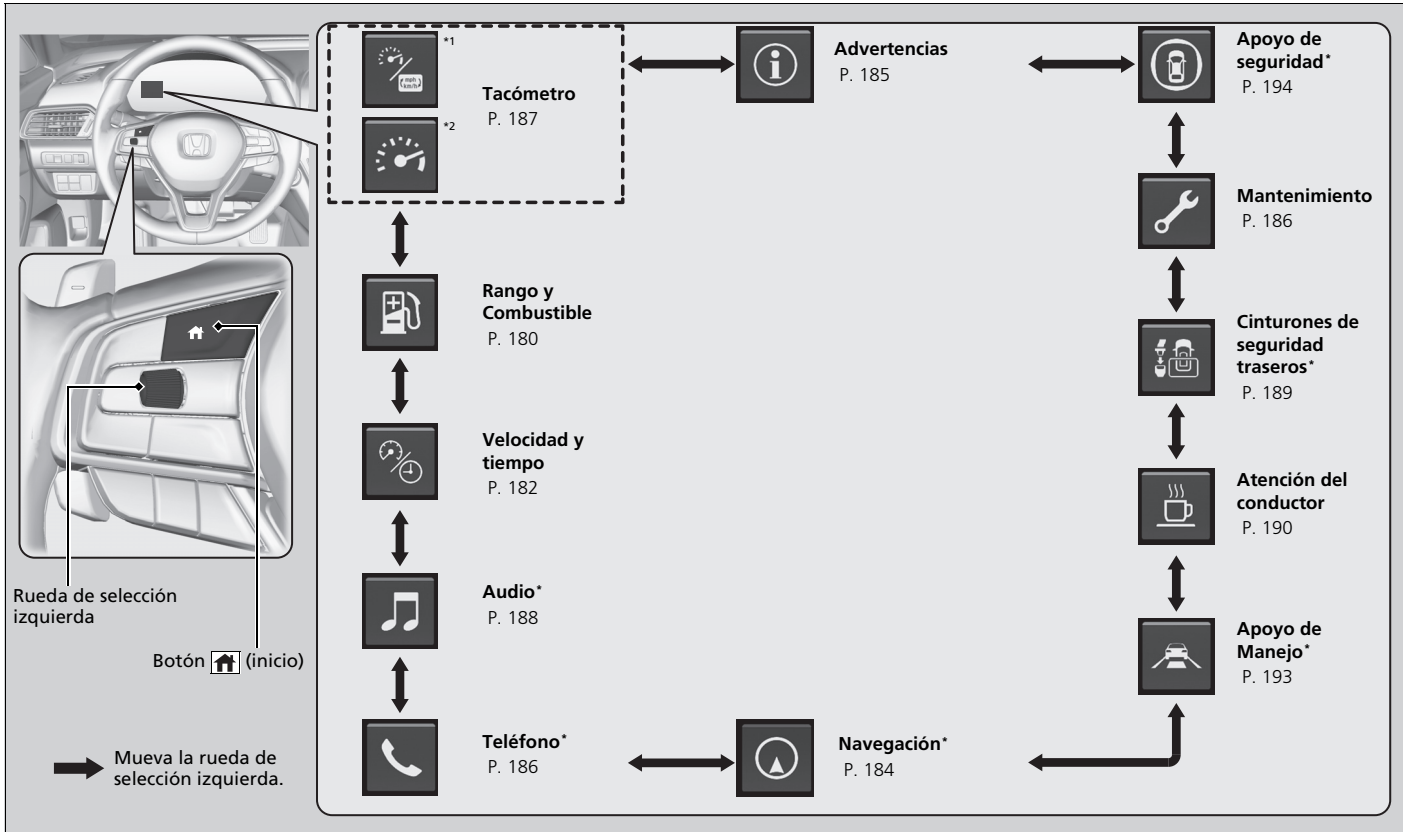 *1
*2
Tacómetro
P. 187
Advertencias
P. 185
Apoyo de
seguridad*
P. 194
Mantenimiento
P. 186
Rango y
Combustible
P. 180
Cinturones de
seguridad
traseros*
P. 189
Velocidad y
tiempo
P. 182
Atención del
conductor
P. 190
Audio*
P. 188
Apoyo de
Manejo*
P. 193
Teléfono*
P. 186
Navegación*
P. 184
Rueda de selección
izquierda
Botón (inicio)
Mueva la rueda de
selección izquierda.
mph
km/h